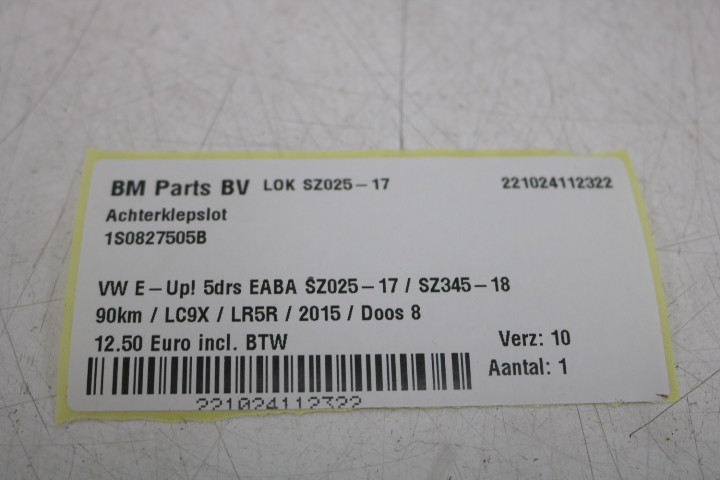 BM Parts BV LOK SZ025-17 221024112322
Achterklepslot
1S0827505B
VW E-Up! 5drs EABA SZ025-17 / SZ345-18
90km / LC9X / LR5R / 2015 / Doos 8
12.50 Euro incl. BTW Verz: 10
Aantal: 1
221024112322